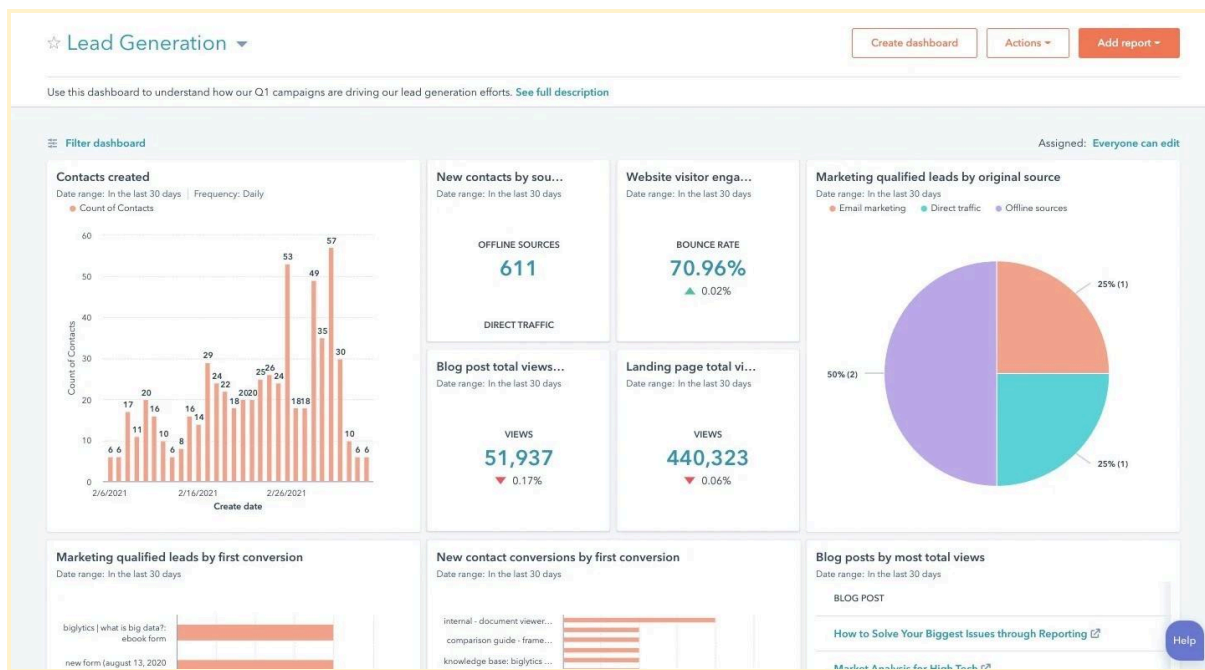 Lead Generation
Create dashboard
Actions
Add report
Use this dashboard to understand how our Q1 campaigns are driving our lead generation efforts. See full description
Filter dashboard
Assigned: Everyone can edit
Contacts created
Date range: In the last 30 days | Frequency: Daily
Count of Contacts
60
50
40
30
20
10
0
Count of Contacts
6 6 17 11 20 16 10 6 8 16 14 29 24 22 18 20 20 25 26 24 53 18 18 49 35 57 30 10 6 6
2/6/2021 2/16/2021 2/26/2021
Create date
New contacts by sou...
Date range: In the last 30 days
OFFLINE SOURCES
611
DIRECT TRAFFIC
Website visitor enga...
Date range: In the last 30 days
BOUNCE RATE
70.96%
0.02%
Marketing qualified leads by original source
Date range: In the last 30 days
Email marketing Direct traffic Offline sources
25% (1)
50% (2)
25% (1)
Blog post total views...
Date range: In the last 30 days
VIEWS
51,937
0.17%
Landing page total vi...
Date range: In the last 30 days
VIEWS
440,323
0.06%
Marketing qualified leads by first conversion
Date range: In the last 30 days
biglytics | what is big data?:
ebook form
new form (august 13, 2020
New contact conversions by first conversion
Date range: In the last 30 days
internal - document viewer...
comparison guide - frame...
knowledge base: biglytics ...
Blog posts by most total views
Date range: In the last 30 days
BLOG POST
How to Solve Your Biggest Issues through Reporting
Market Analysis for High Tech
Help